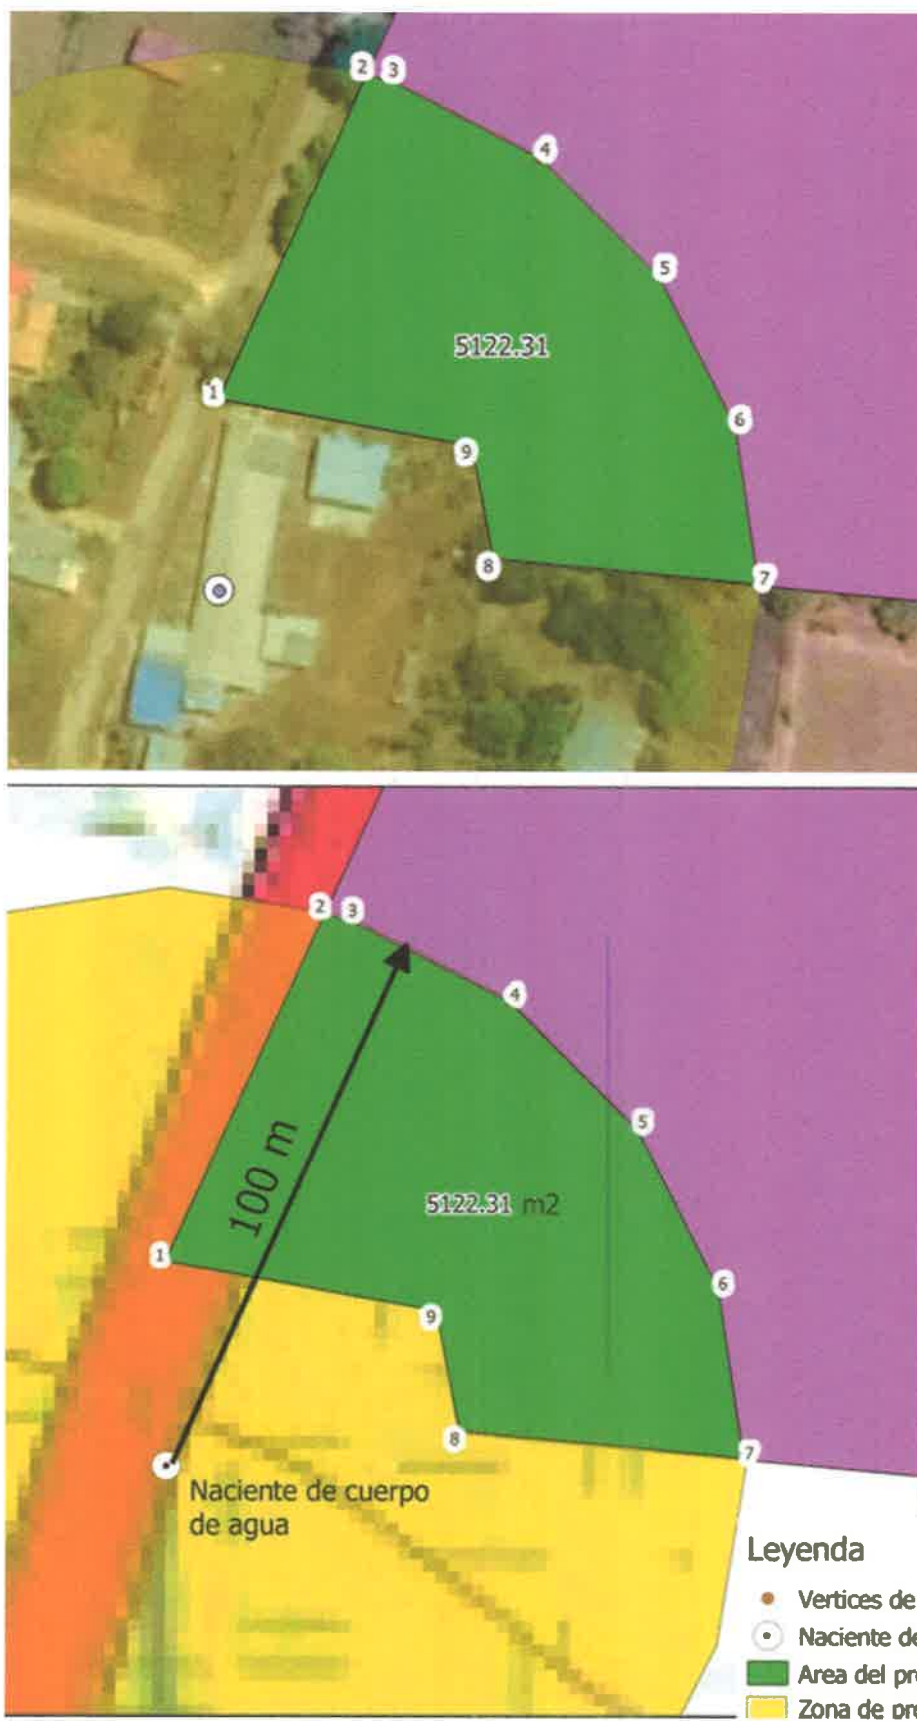 2
3
4
5
5122.31
1
6
9
8
7
2
3
4
100 m
5
5122.31 m2
1
6
9
8
7
Naciente de cuerpo
de agua
Leyenda
Vertices de
Naciente de
Area del pr
Zona de pr